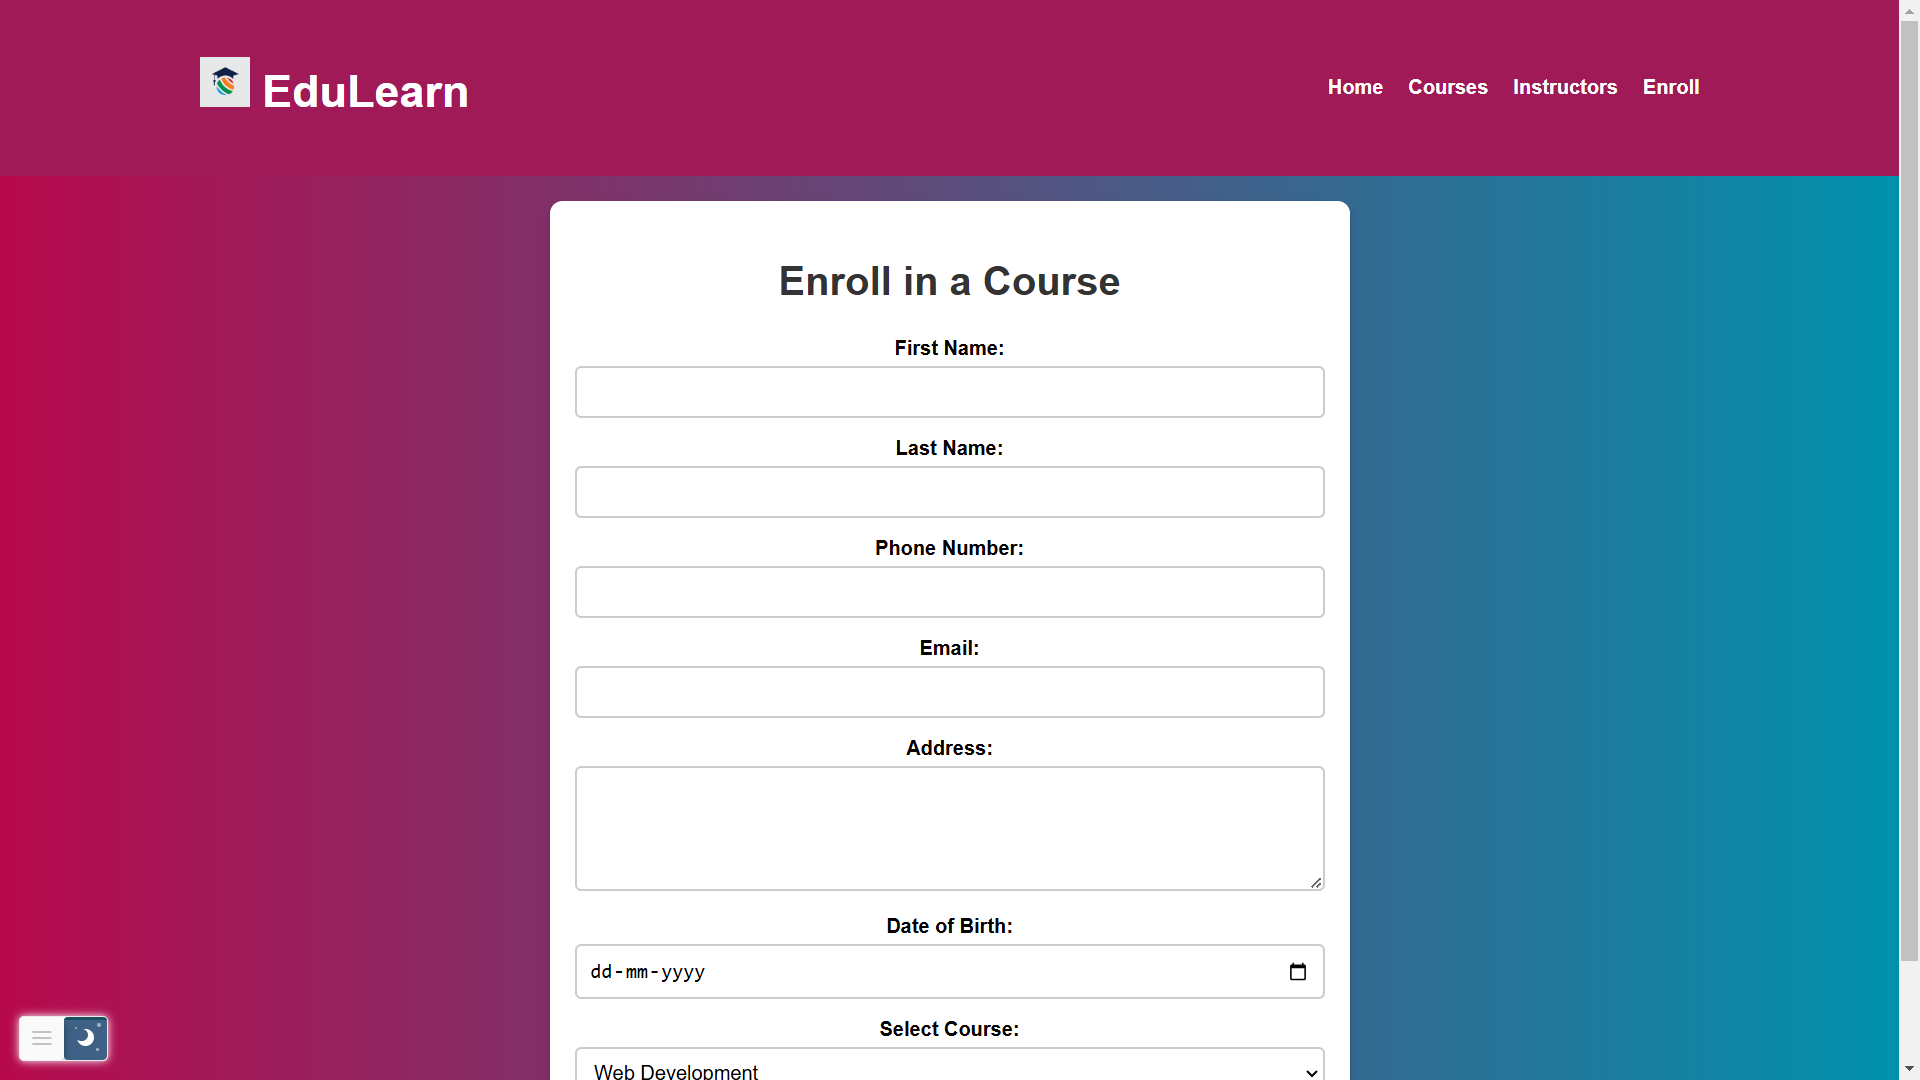 EduLearn
Home Courses Instructors Enroll
Enroll in a Course
First Name:
Last Name:
Phone Number:
Email:
Address:
Date of Birth:
dd-mm-yyyy
Select Course:
Web Development